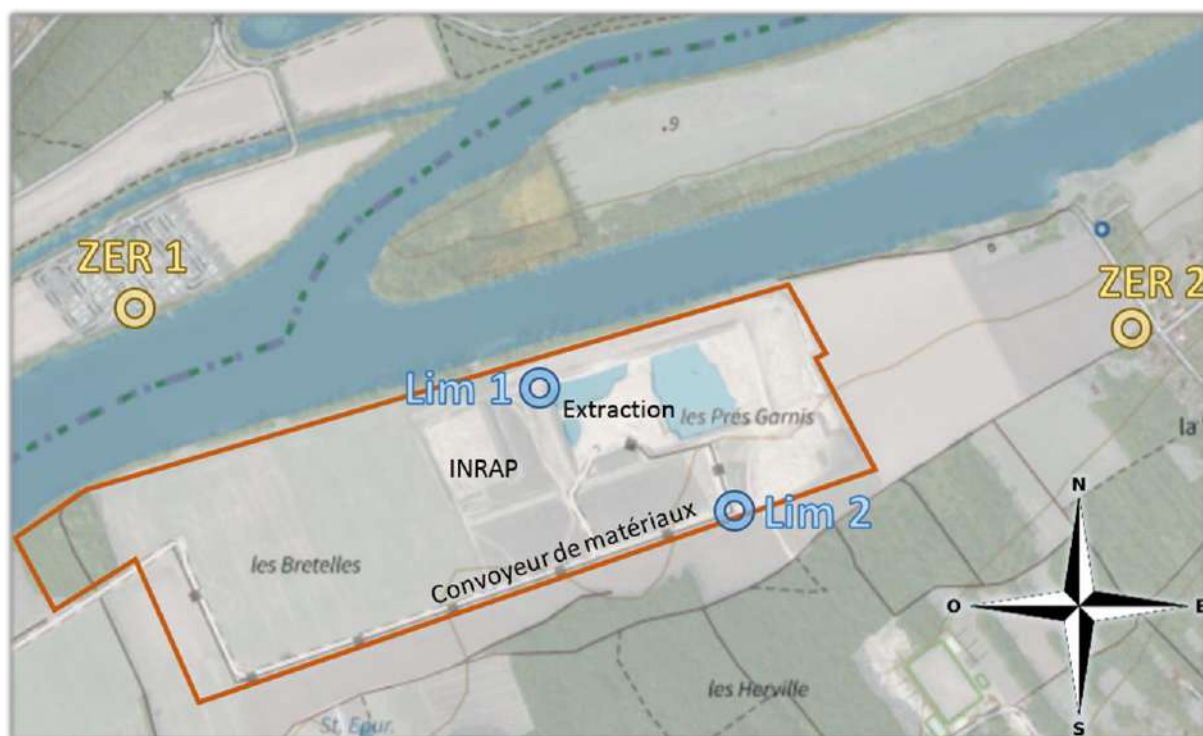 .9
ZER 1
ZER 2
Lim 1
Extraction
les Prés Garnis
la
INRAP
Lim 2
Convoyeur de matériaux
les Bretelles
N
O
E
S
les Herville
St. Epur.